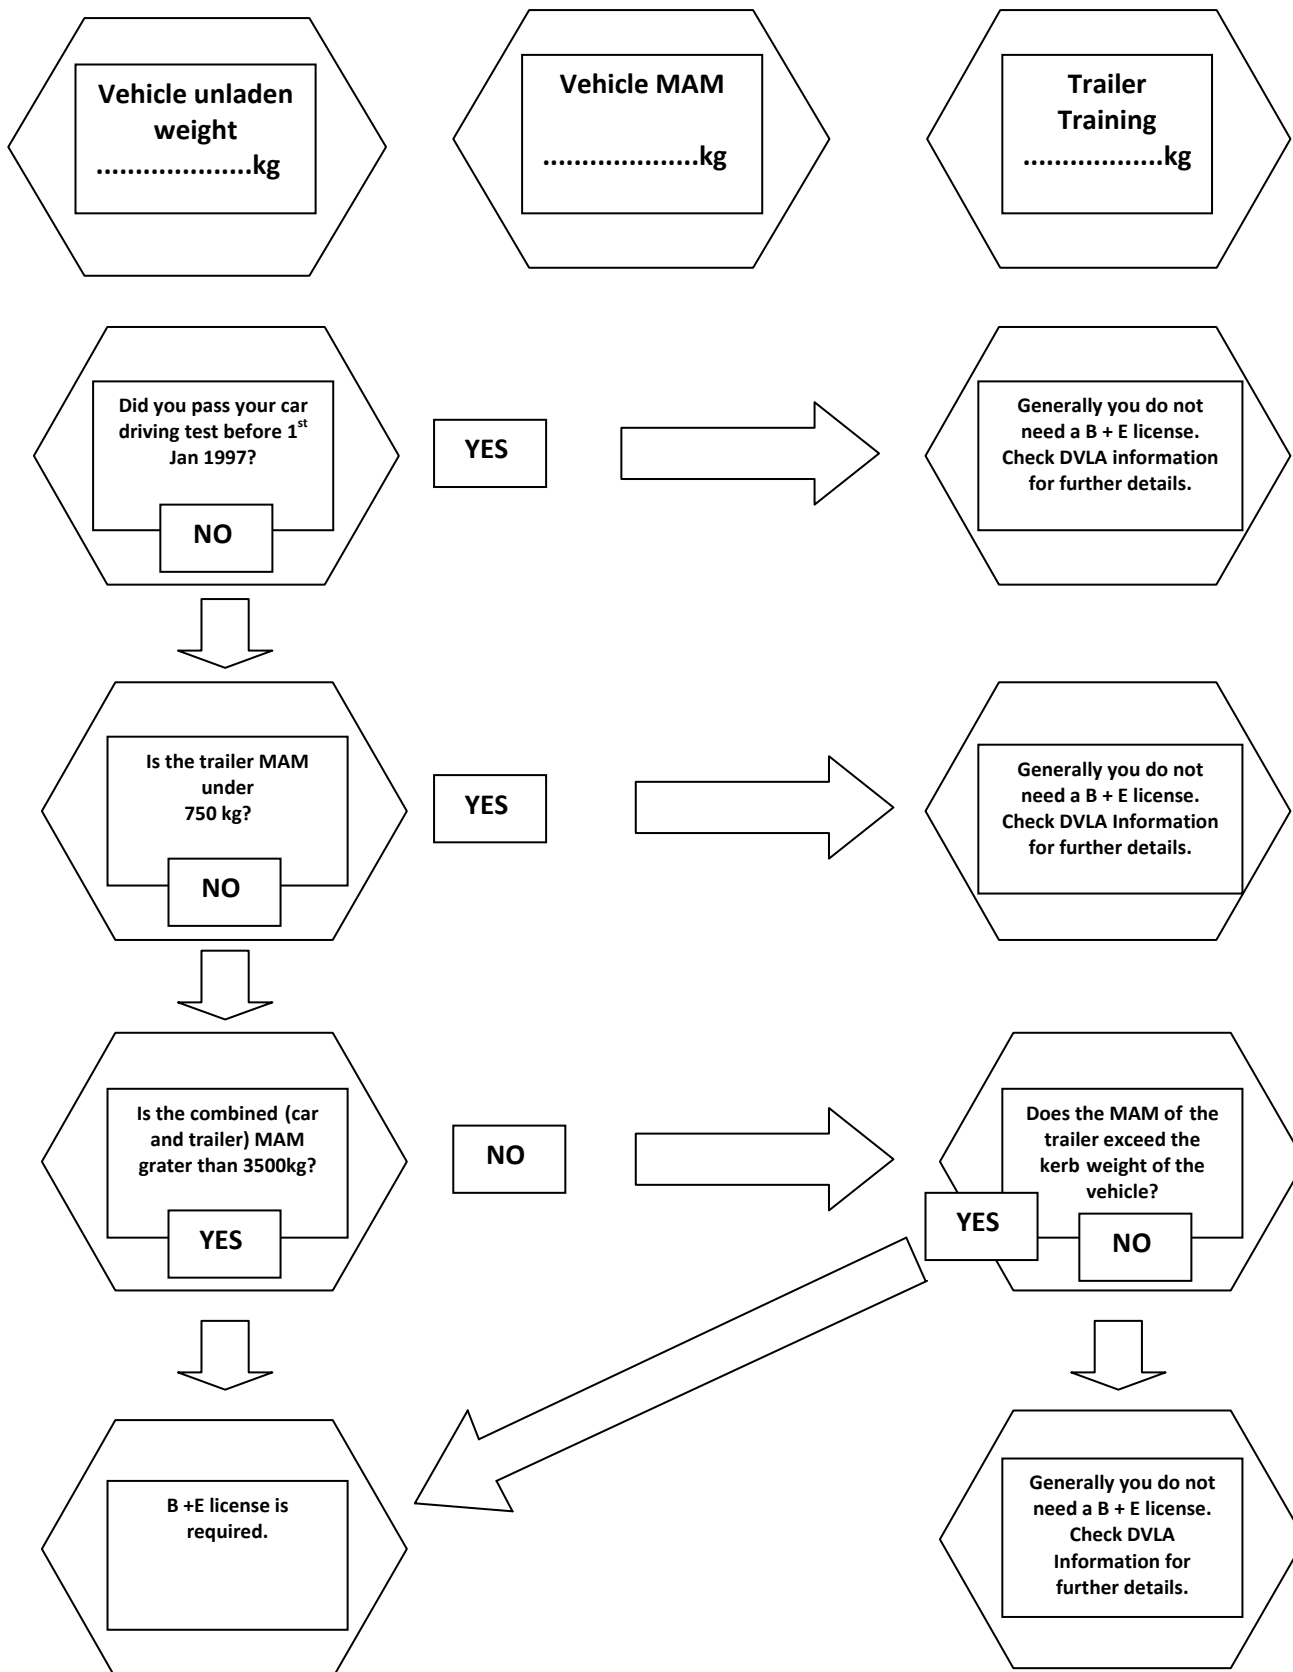 Vehicle unladen
weight
....................kg
Vehicle MAM
....................kg
Trailer
Training
..................kg
Did you pass your car
driving test before 1st
Jan 1997?
NO
YES
Generally you do not
need a B + E license.
Check DVLA information
for further details.
Is the trailer MAM
under
750 kg?
NO
YES
Generally you do not
need a B + E license.
Check DVLA Information
for further details.
Is the combined (car
and trailer) MAM
grater than 3500kg?
YES
NO
Does the MAM of the
trailer exceed the
kerb weight of the
vehicle?
YES
NO
B +E license is
required.
Generally you do not
need a B + E license.
Check DVLA
Information for
further details.